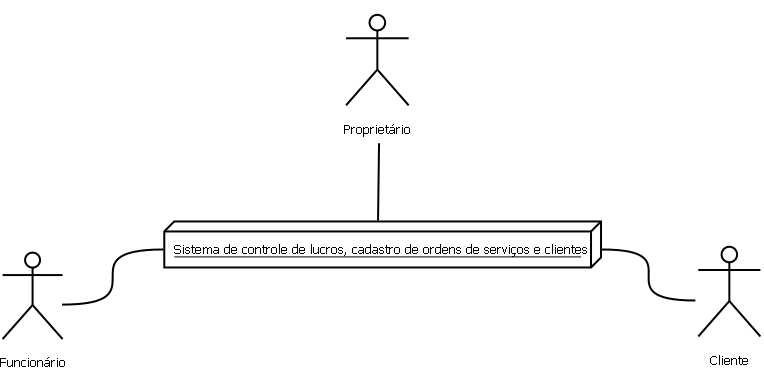 Proprietário
Sistema de controle de lucros, cadastro de ordens de serviços e clientes
Funcionário
Cliente